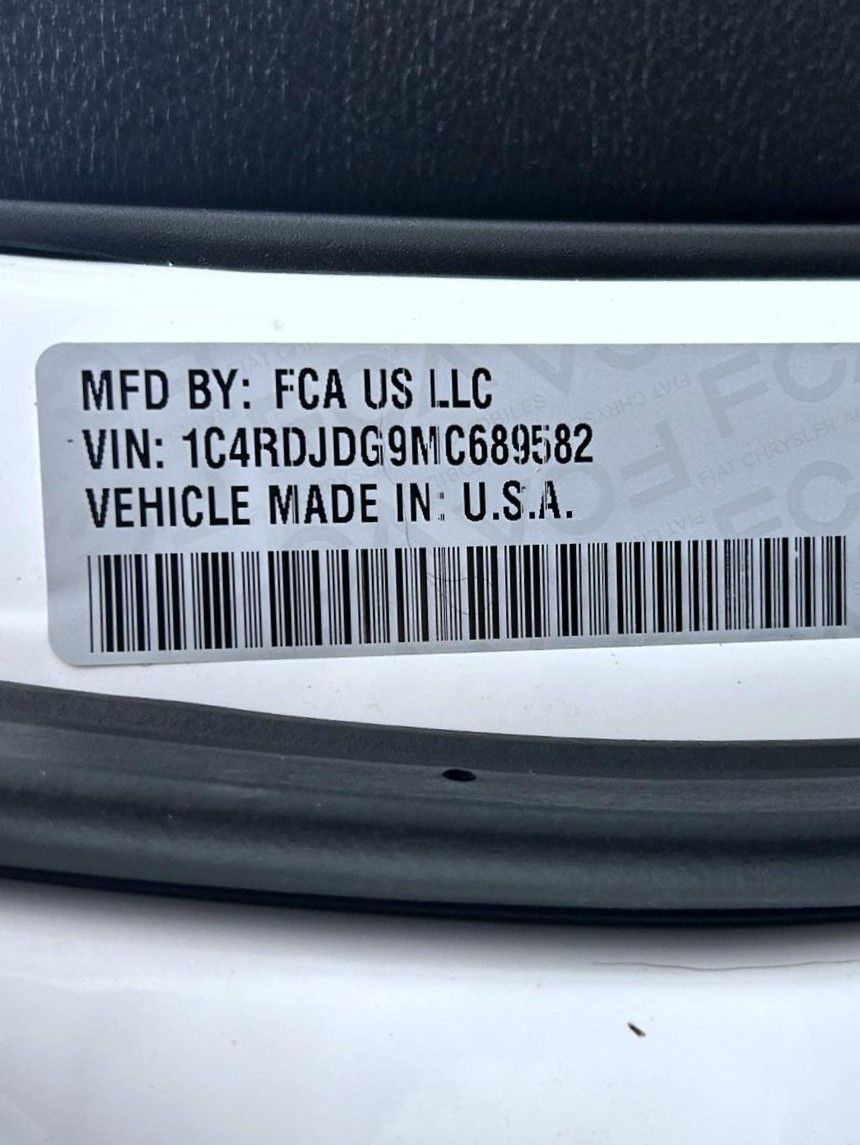 MFD BY: FCA US LLC
VIN: 1C4RDJDG9MC689582
VEHICLE MADE IN: U.S.A.